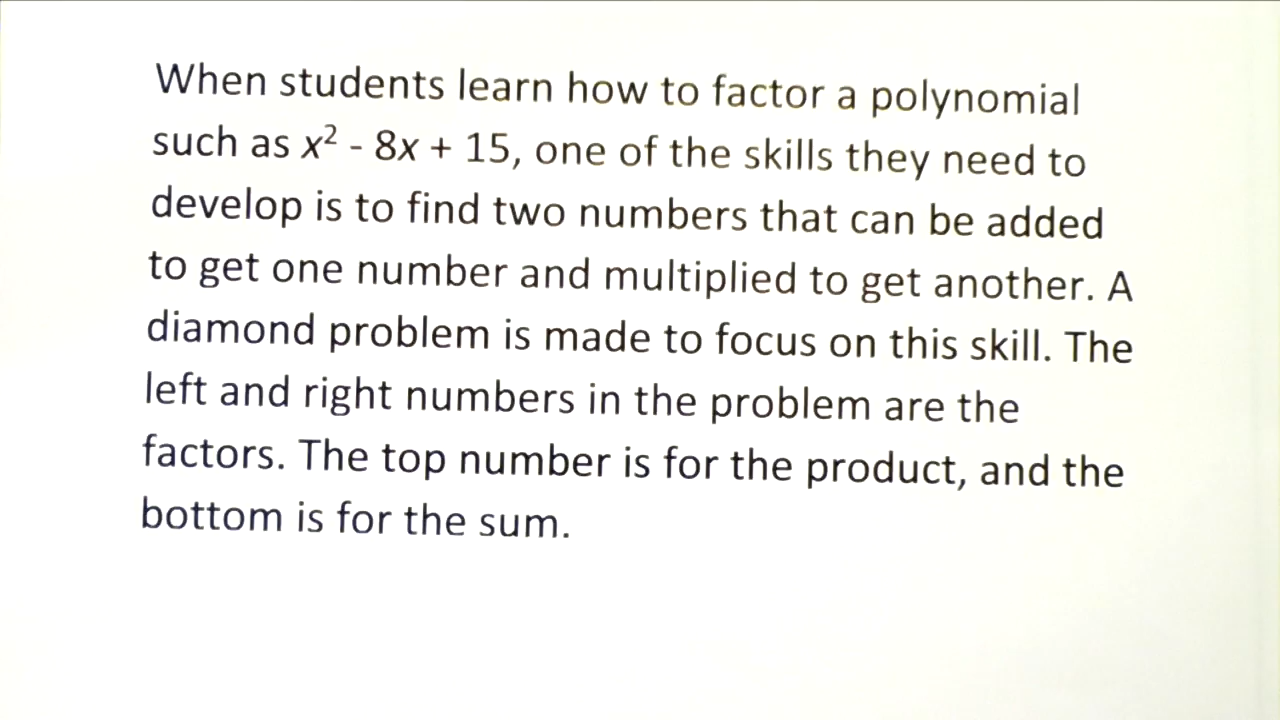 When students learn how to factor a polynomial
such as x² - 8x + 15, one of the skills they need to
develop is to find two numbers that can be added
to get one number and multiplied to get another. A
diamond problem is made to focus on this skill. The
left and right numbers in the problem are the
factors. The top number is for the product, and the
bottom is for the sum.